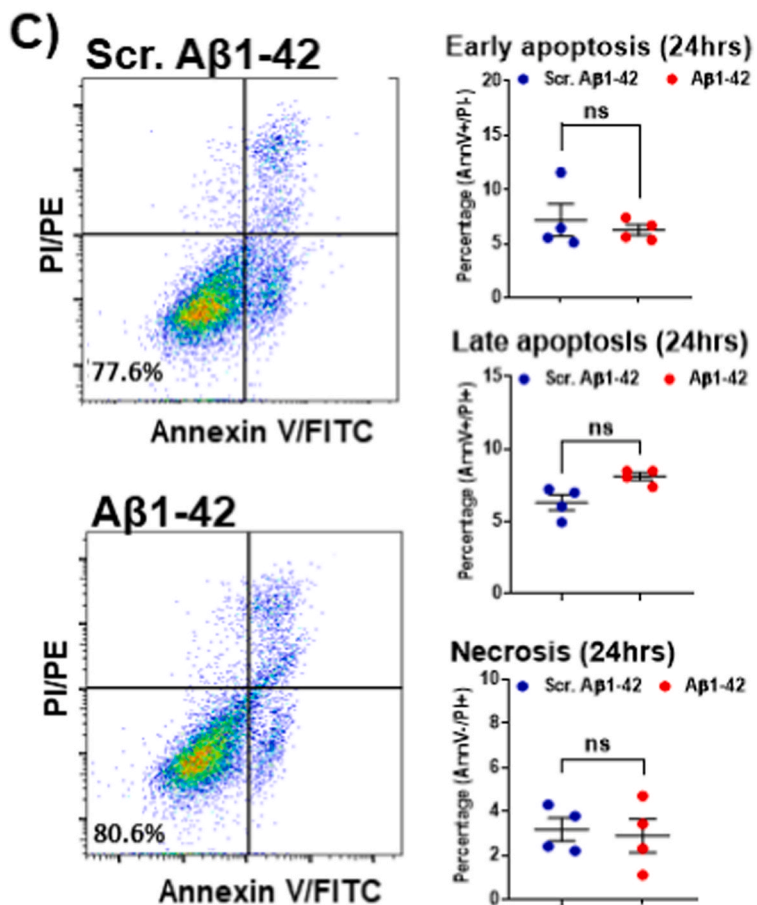 C)
Scr. Aβ1-42
PI/PE
77.6%
Annexin V/FITC
Aβ1-42
PI/PE
80.6%
Annexin V/FITC
Early apoptosis (24hrs)
Scr. Aβ1-42 Aβ1-42
ns
Percentage (AnnV+/PI-)
20
15
10
5
0
Late apoptosis (24hrs)
Scr. Aβ1-42 Aβ1-42
ns
Percentage (AnnV+/PI+)
15
10
5
0
Necrosis (24hrs)
Scr. Aβ1-42 Aβ1-42
ns
Percentage (AnnV-/PI+)
10
8
6
4
2
0